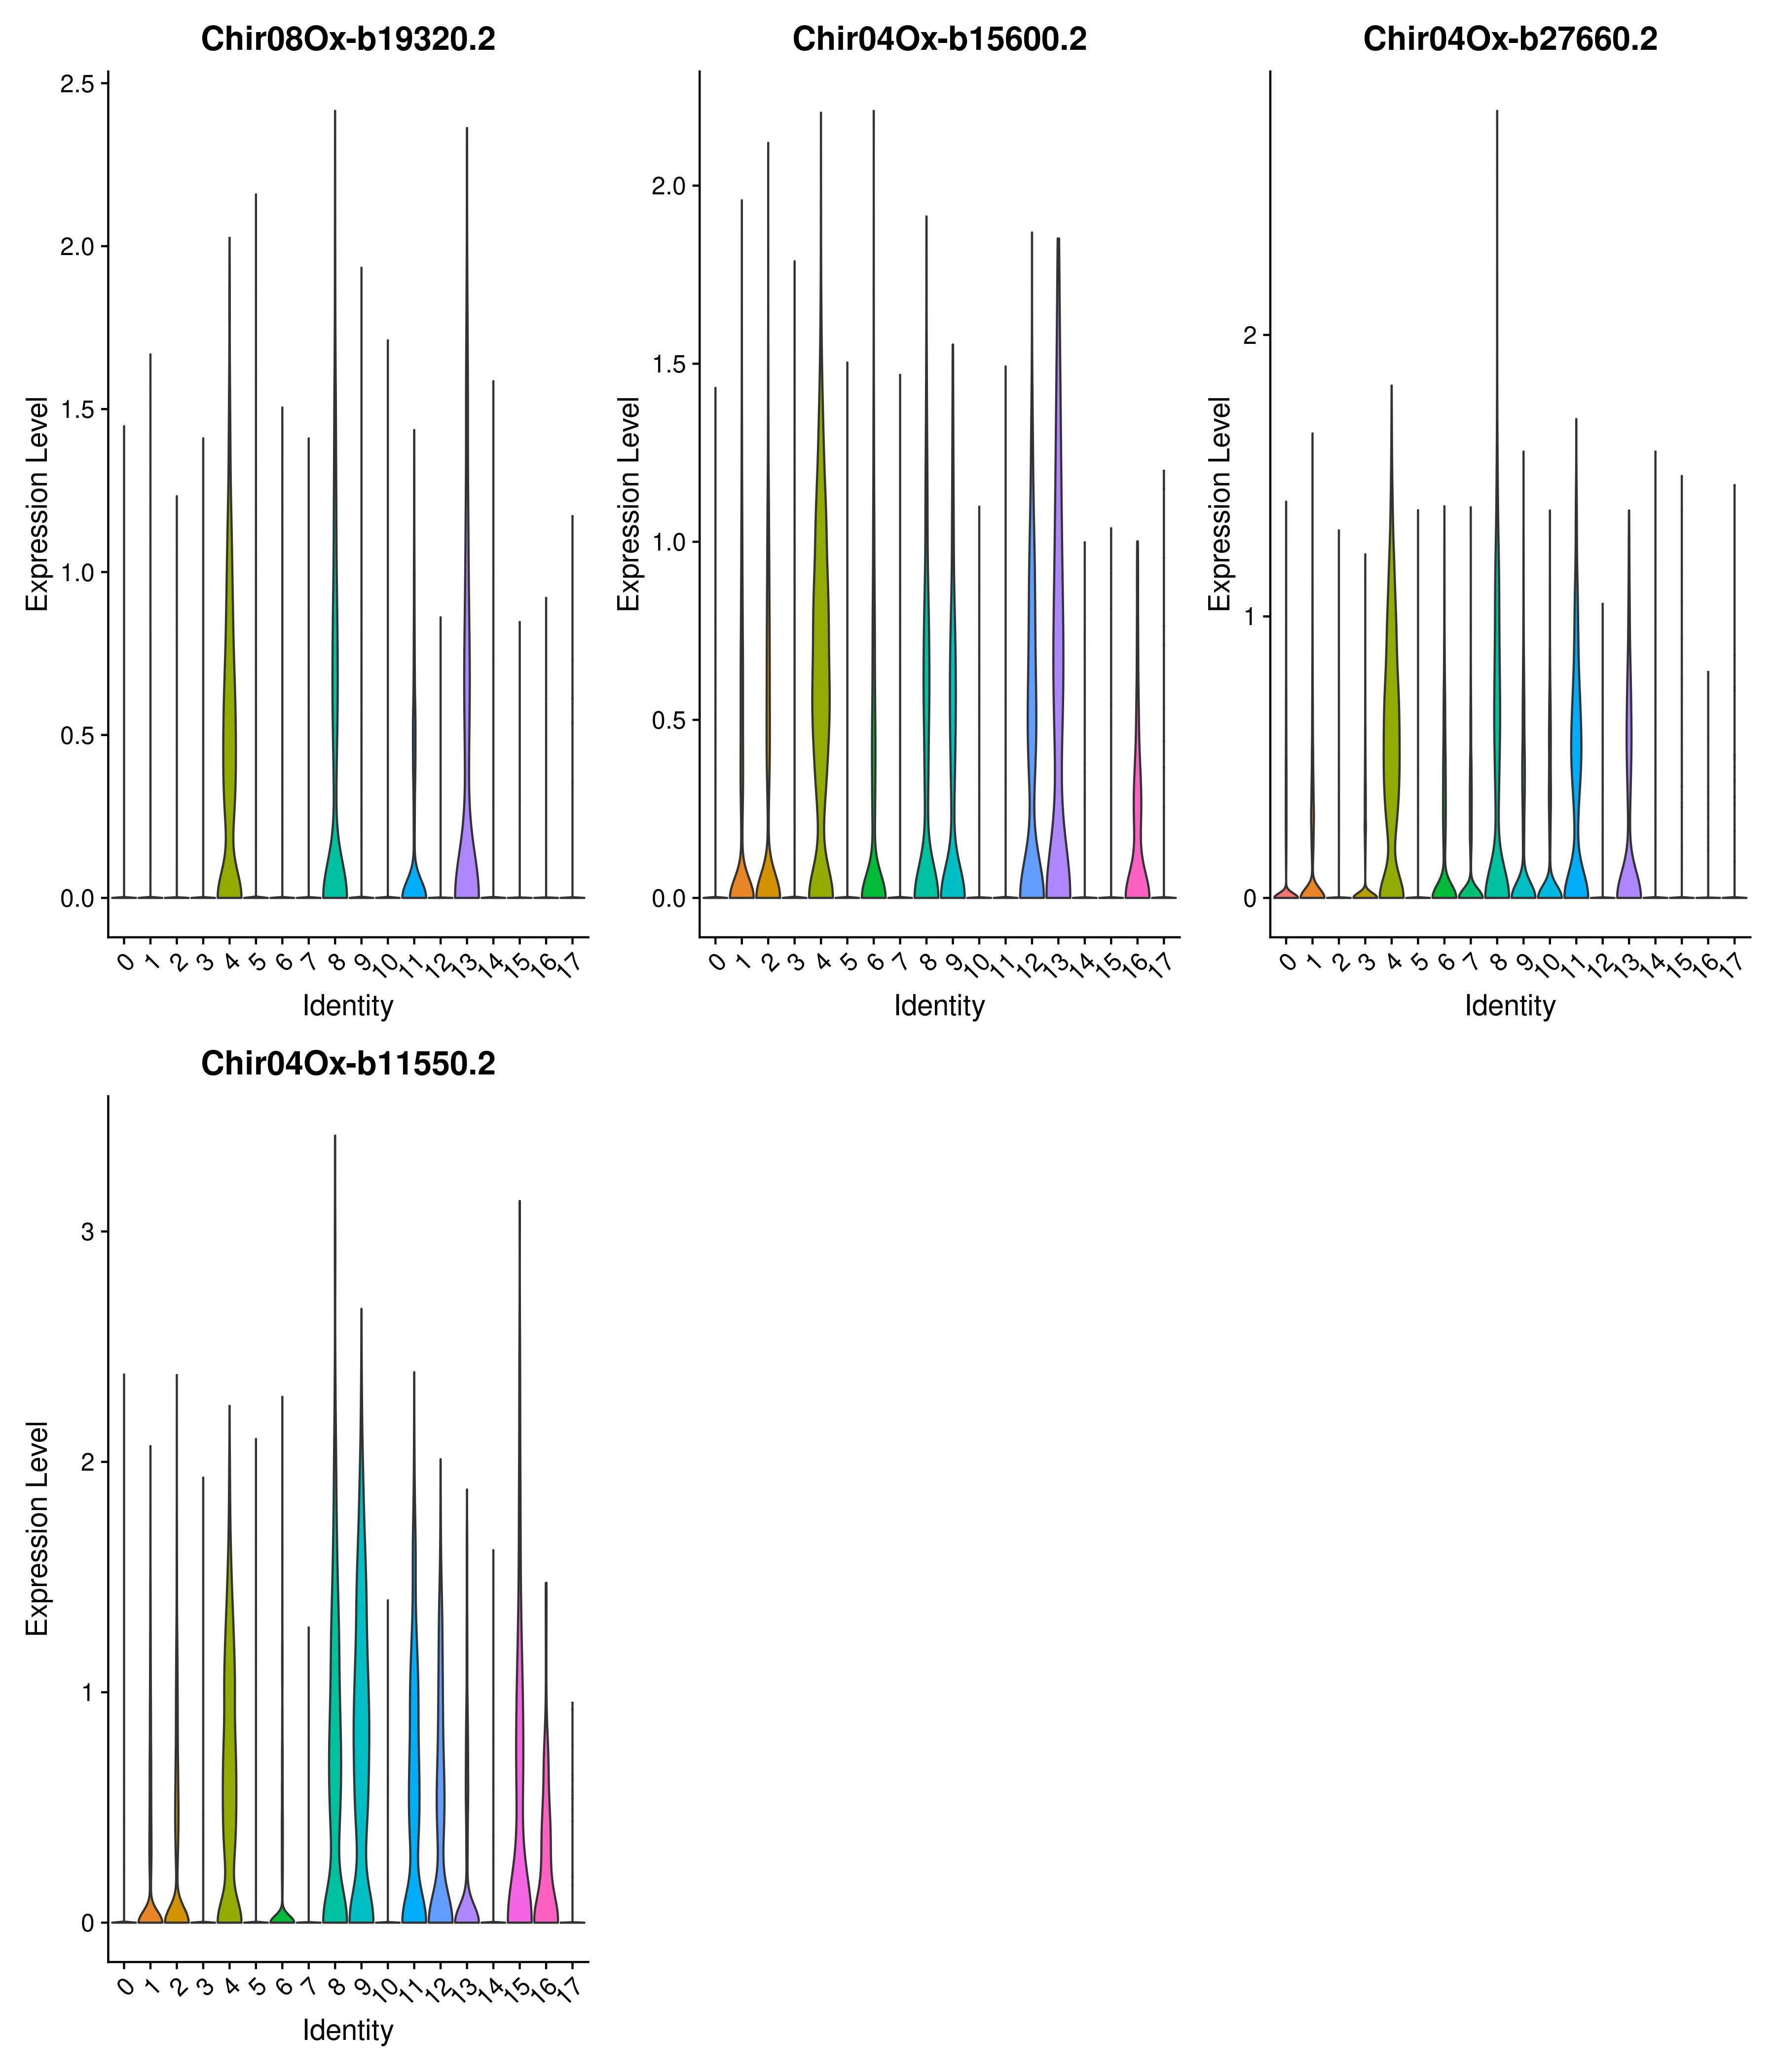 Chir08Ox-b19320.2
Expression Level
2.5
2.0
1.5
1.0
0.5
0.0
0 1 2 3 4 5 6 7 8 9 10 11 12 13 14 15 16 17
Identity
Chir04Ox-b15600.2
Expression Level
2.0
1.5
1.0
0.5
0.0
0 1 2 3 4 5 6 7 8 9 10 11 12 13 14 15 16 17
Identity
Chir04Ox-b27660.2
Expression Level
2
1
0
0 1 2 3 4 5 6 7 8 9 10 11 12 13 14 15 16 17
Identity
Chir04Ox-b11550.2
Expression Level
3
2
1
0
0 1 2 3 4 5 6 7 8 9 10 11 12 13 14 15 16 17
Identity